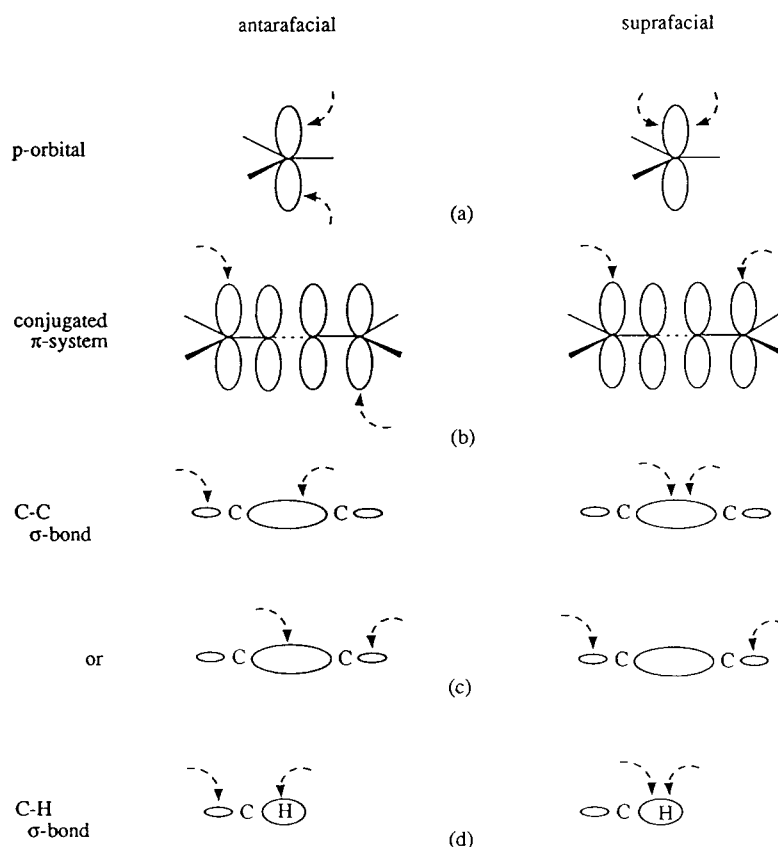 antarafacial suprafacial
p-orbital
(a)
conjugated
π-system
(b)
C-C
σ-bond
C C C C
or
C C C C
(c)
C-H
σ-bond
C H C H
(d)